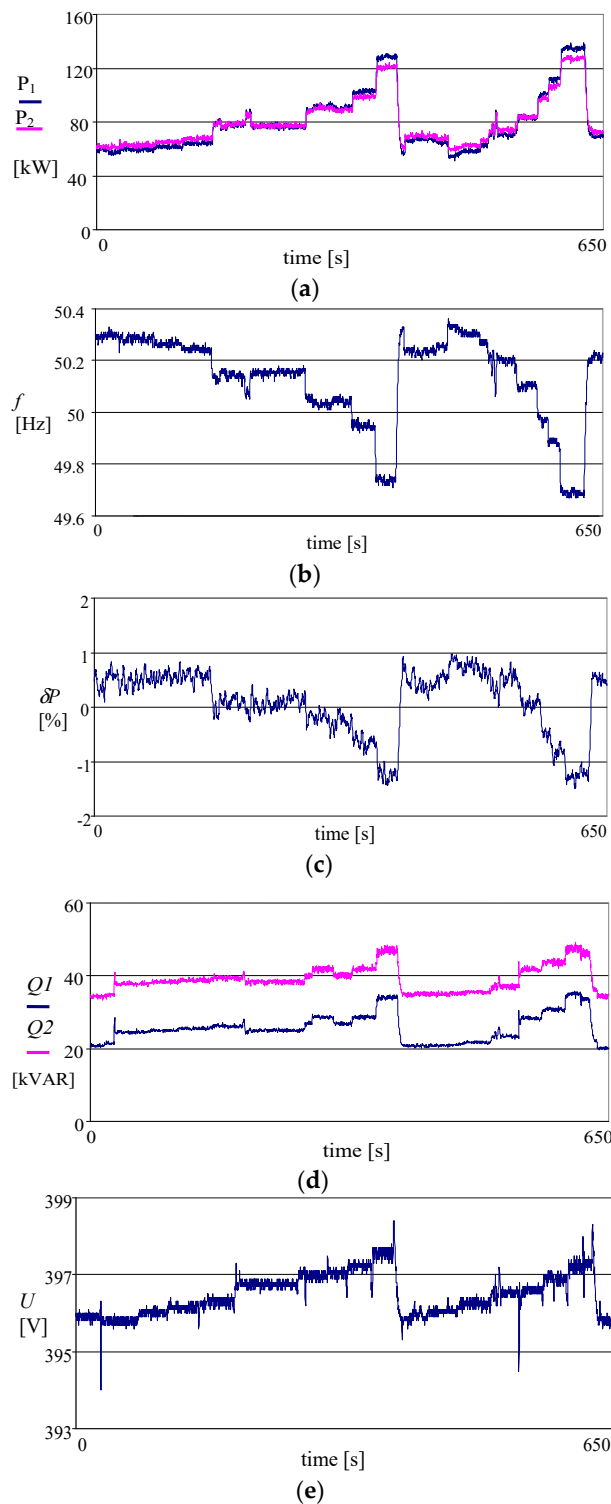 160
120
80
40
0
P1
P2
[kW]
0 650
time [s]
(a)
50.4
50.2
50
49.8
49.6
f
[Hz]
0 650
time [s]
(b)
2
1
0
-1
-2
δP
[%]
0 650
time [s]
(c)
60
40
20
0
Q1
Q2
[kVAR]
0 650
time [s]
(d)
399
397
395
393
U
[V]
0 650
time [s]
(e)